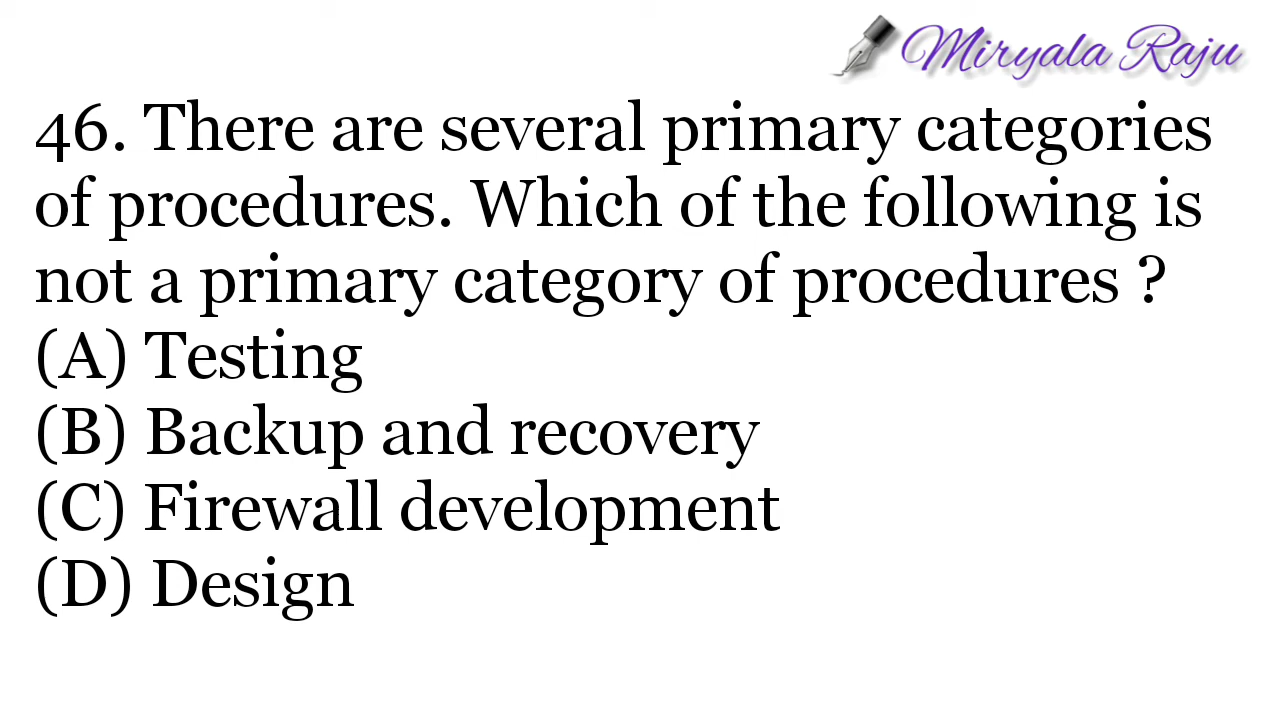 Miryala Raju
46. There are several primary categories
of procedures. Which of the following is
not a primary category of procedures ?
(A) Testing
(B) Backup and recovery
(C) Firewall development
(D) Design